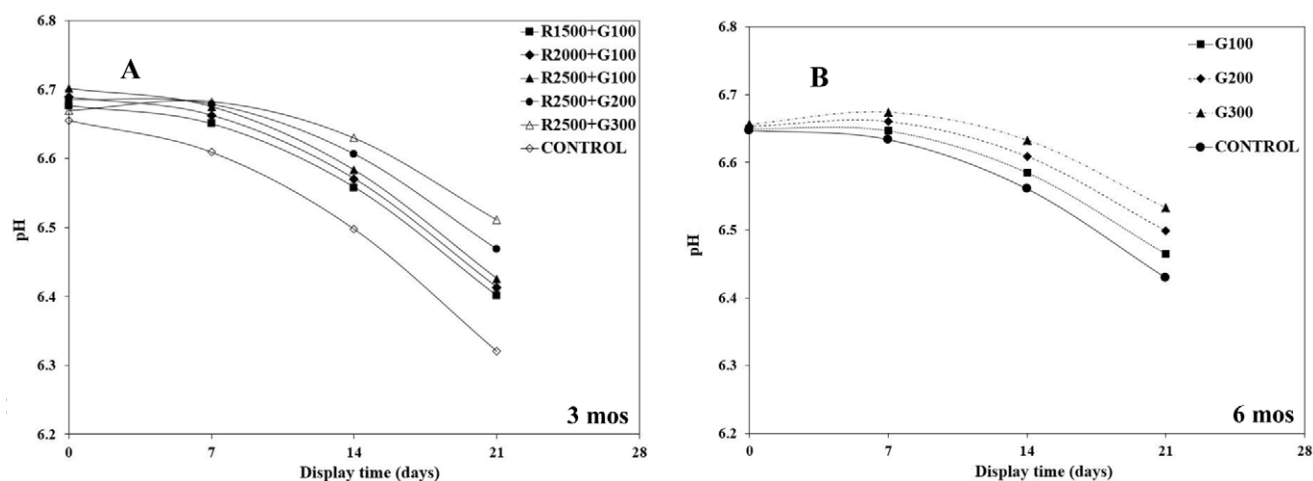 A
R1500+G100
R2000+G100
R2500+G100
R2500+G200
R2500+G300
CONTROL
6.8
6.7
6.6
6.5
6.4
6.3
6.2
pH
0
7
14
21
28
Display time (days)
3 mos
B
G100
G200
G300
CONTROL
6.8
6.7
6.6
6.5
6.4
6.3
6.2
pH
0
7
14
21
28
Display time (days)
6 mos